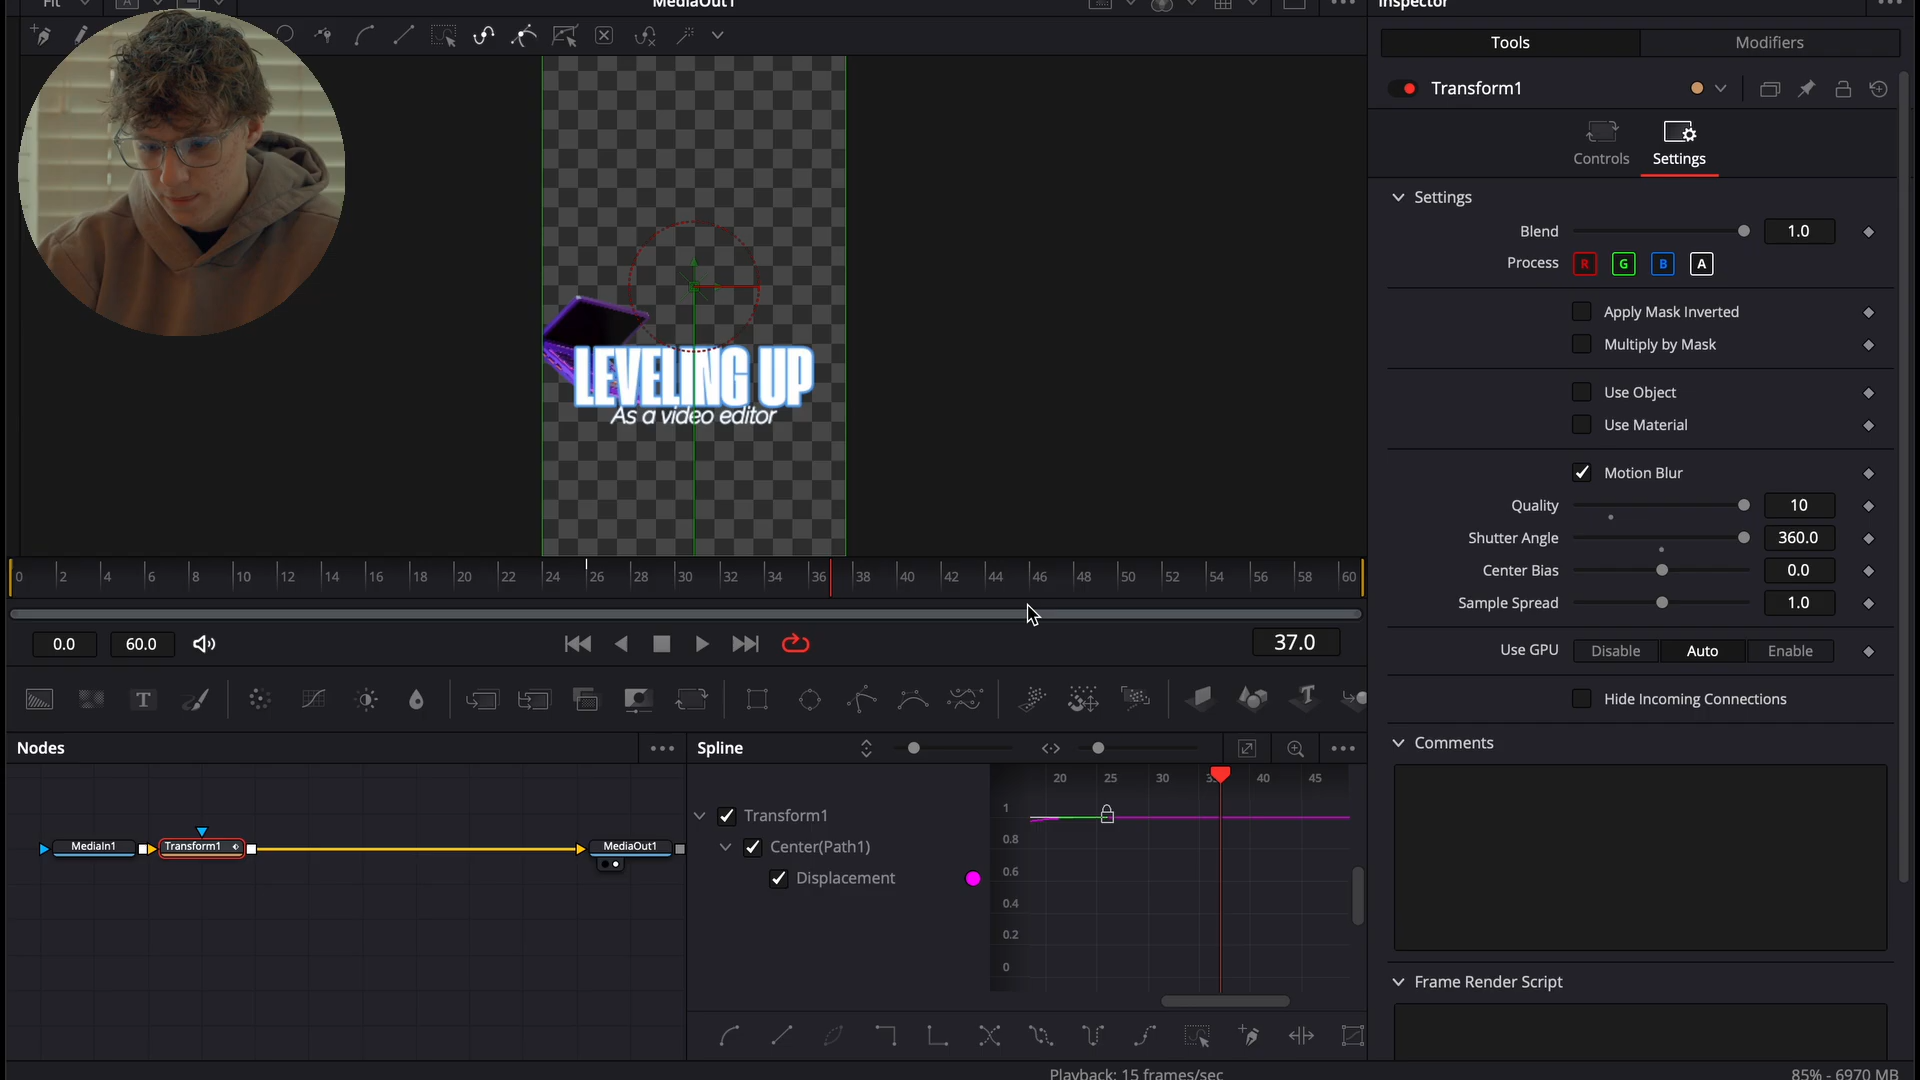 Fit
MediaOut1
Inspector
Tools
Modifiers
Transform1
Controls
Settings
Settings
Blend
1.0
Process
R
G
B
A
Apply Mask Inverted
Multiply by Mask
Use Object
Use Material
Motion Blur
Quality
10
Shutter Angle
360.0
Center Bias
0.0
Sample Spread
1.0
Use GPU
Disable
Auto
Enable
Hide Incoming Connections
Comments
Frame Render Script
LEVELING UP
As a video editor
0 2 4 6 8 10 12 14 16 18 20 22 24 26 28 30 32 34 36 38 40 42 44 46 48 50 52 54 56 58 60
0.0
60.0
37.0
T
Nodes
Spline
MediaIn1
Transform1
MediaOut1
Transform1
Center(Path1)
Displacement
20 25 30 40 45
1
0.8
0.6
0.4
0.2
0
Playback: 15 frames/sec
85% - 6970 MB